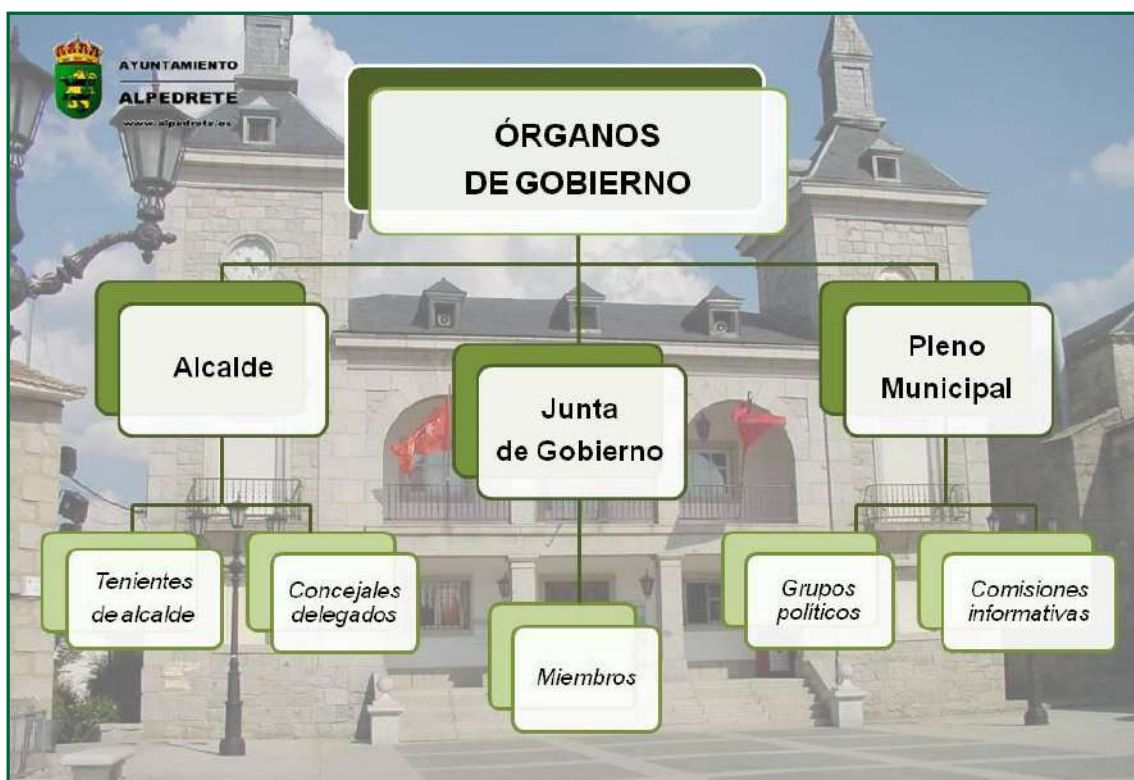 AYUNTAMIENTO
ALPEDRETE
www.alpedrete.es
ÓRGANOS
DE GOBIERNO
Alcalde
Junta
de Gobierno
Pleno
Municipal
Tenientes
de alcalde
Concejales
delegados
Miembros
Grupos
políticos
Comisiones
informativas